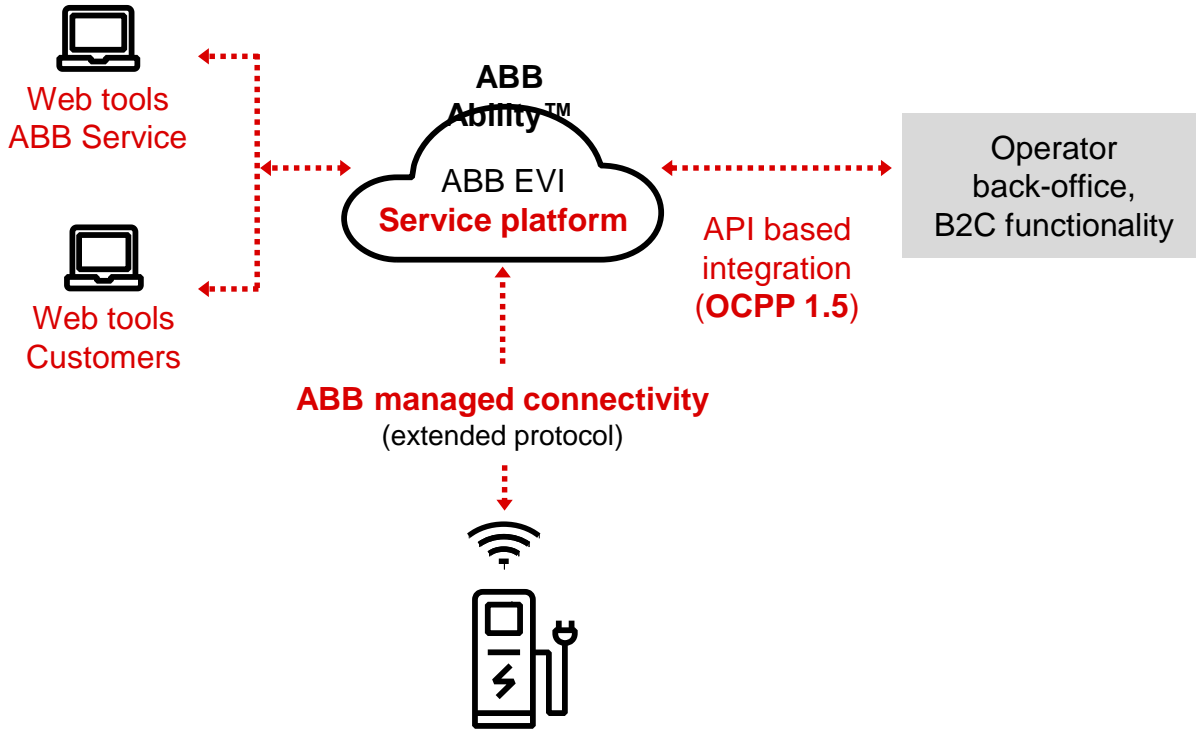 Web tools
ABB Service
ABB
Ability™
ABB EVI
Service platform
Operator
back-office,
B2C functionality
API based
integration
(OCPP 1.5)
Web tools
Customers
ABB managed connectivity
(extended protocol)